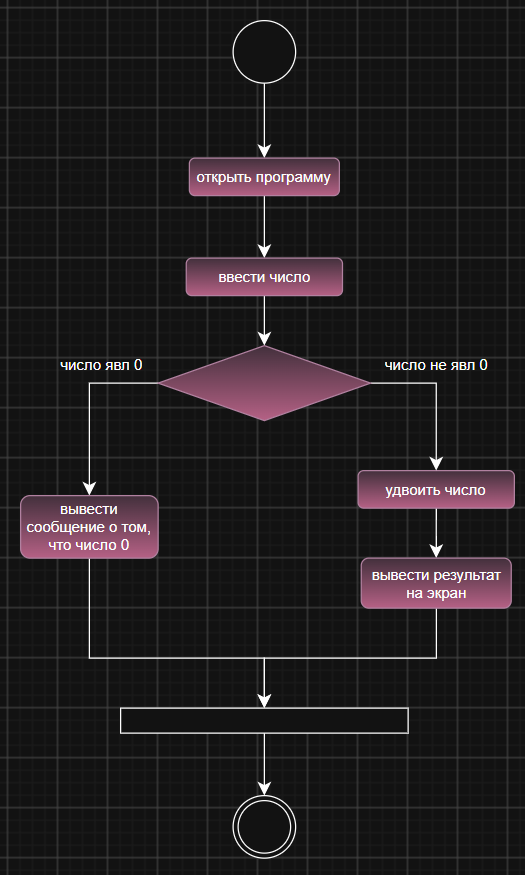 открыть программу
ввести число
число явл 0
число не явл 0
вывести
сообщение о том,
что число 0
удвоить число
вывести результат
на экран